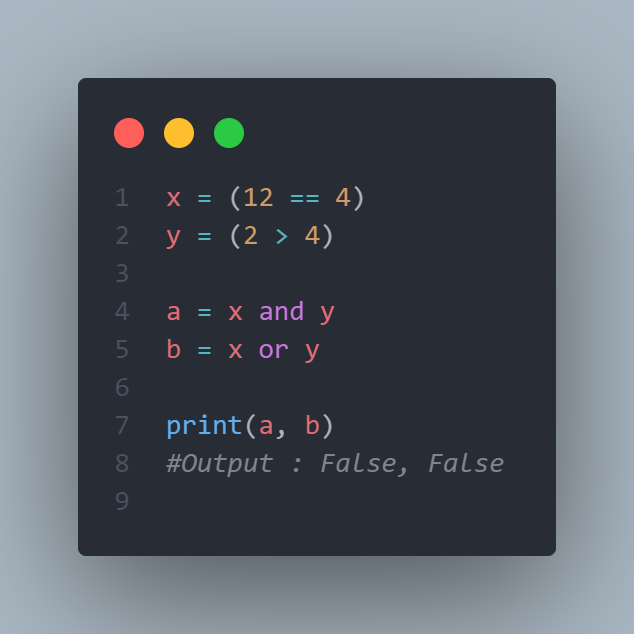 1 x = (12 == 4)
2 y = (2 > 4)
3
4 a = x and y
5 b = x or y
6
7 print(a, b)
8 #Output : False, False
9